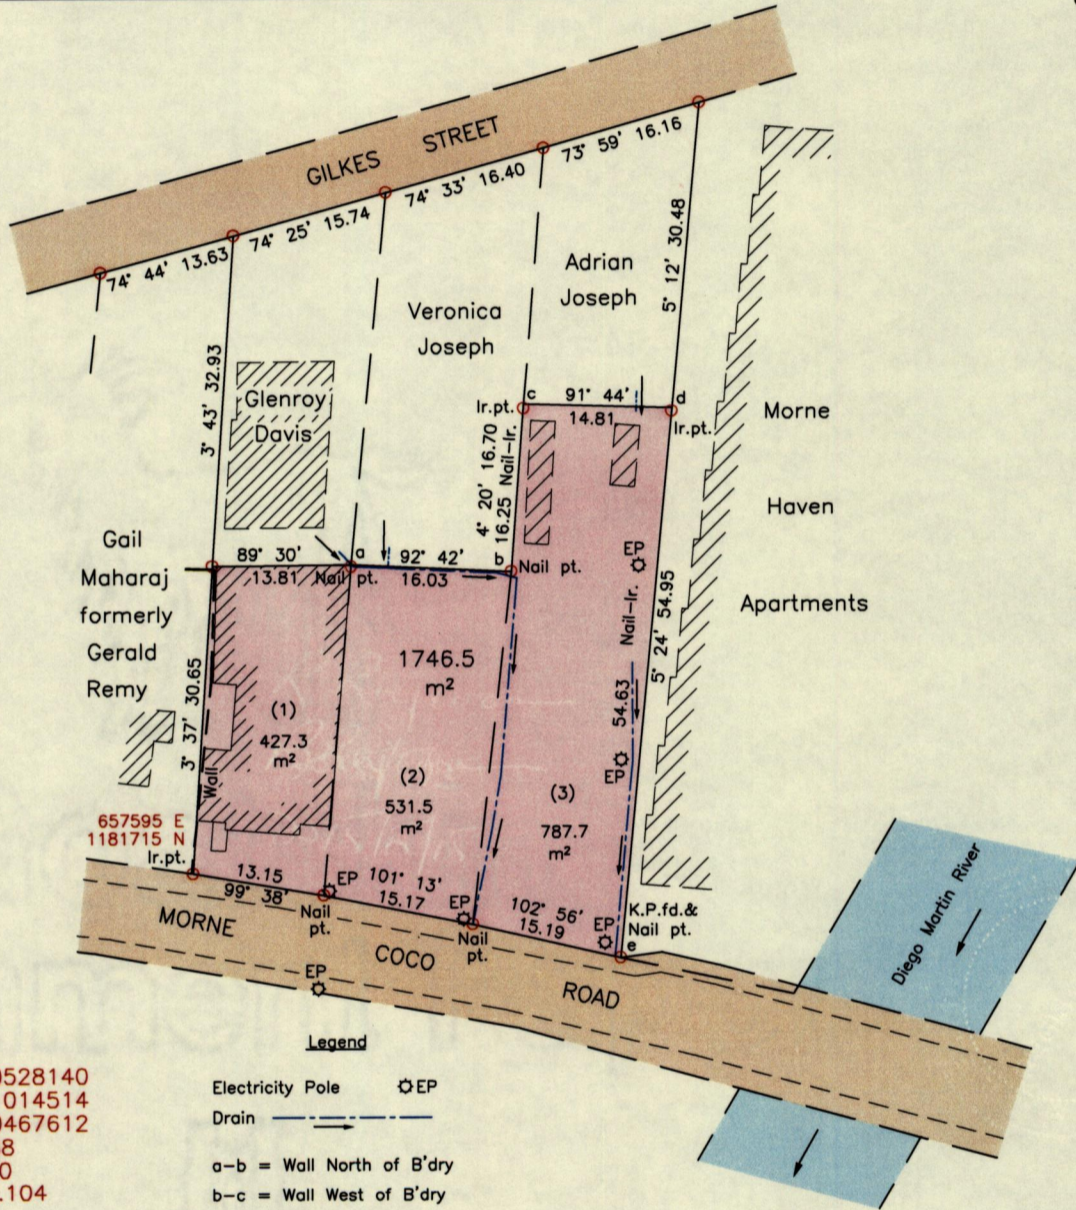 GILKES STREET
74° 44' 13.63
74° 25' 15.74
74° 33' 16.40
73° 59' 16.16
Adrian
Joseph
Veronica
Joseph
5° 12' 30.48
3° 43' 32.93
Glenroy
Davis
c 91° 44' d
14.81
Ir.pt.
Ir.pt.
Morne
Haven
Apartments
4° 20' 16.70
16.25 Nail-Ir.
Gail
Maharaj
formerly
Gerald
Remy
89° 30'
13.81
a 92° 42' b
Nail pt. 16.03
Nail pt.
EP
Nail-Ir.
54.63
5° 24' 54.95
1746.5
m²
3° 37' 30.65
Wall
(1)
427.3
m²
(2)
531.5
m²
EP
(3)
787.7
m²
657595 E
1181715 N
Ir.pt.
13.15
99° 38'
EP
Nail
pt.
101° 13'
15.17
EP
Nail
pt.
102° 56'
15.19
EP
K.P.fd.&
Nail pt.
e
MORNE COCO ROAD
EP
Diego Martin River
Legend
Electricity Pole EP
Drain
a-b = Wall North of B'dry
b-c = Wall West of B'dry
0528140
014514
0467612
8
0
.104